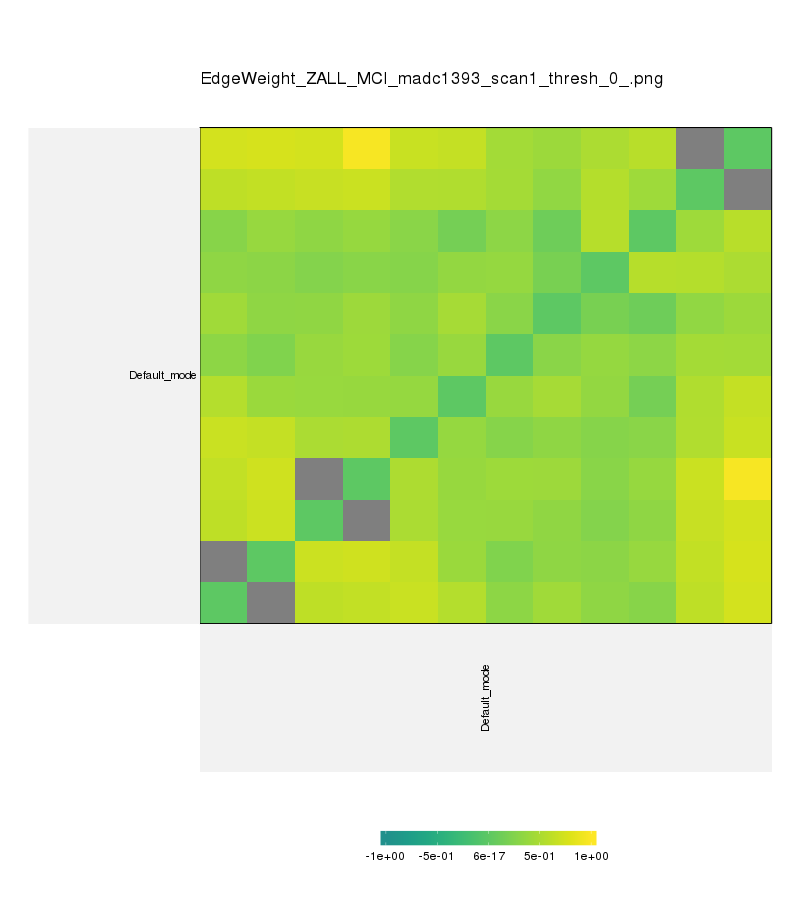 EdgeWeight_ZALL_MCI_madc1393_scan1_thresh_0_.png
Default_mode
Default_mode
-1e+00 -5e-01 6e-17 5e-01 1e+00